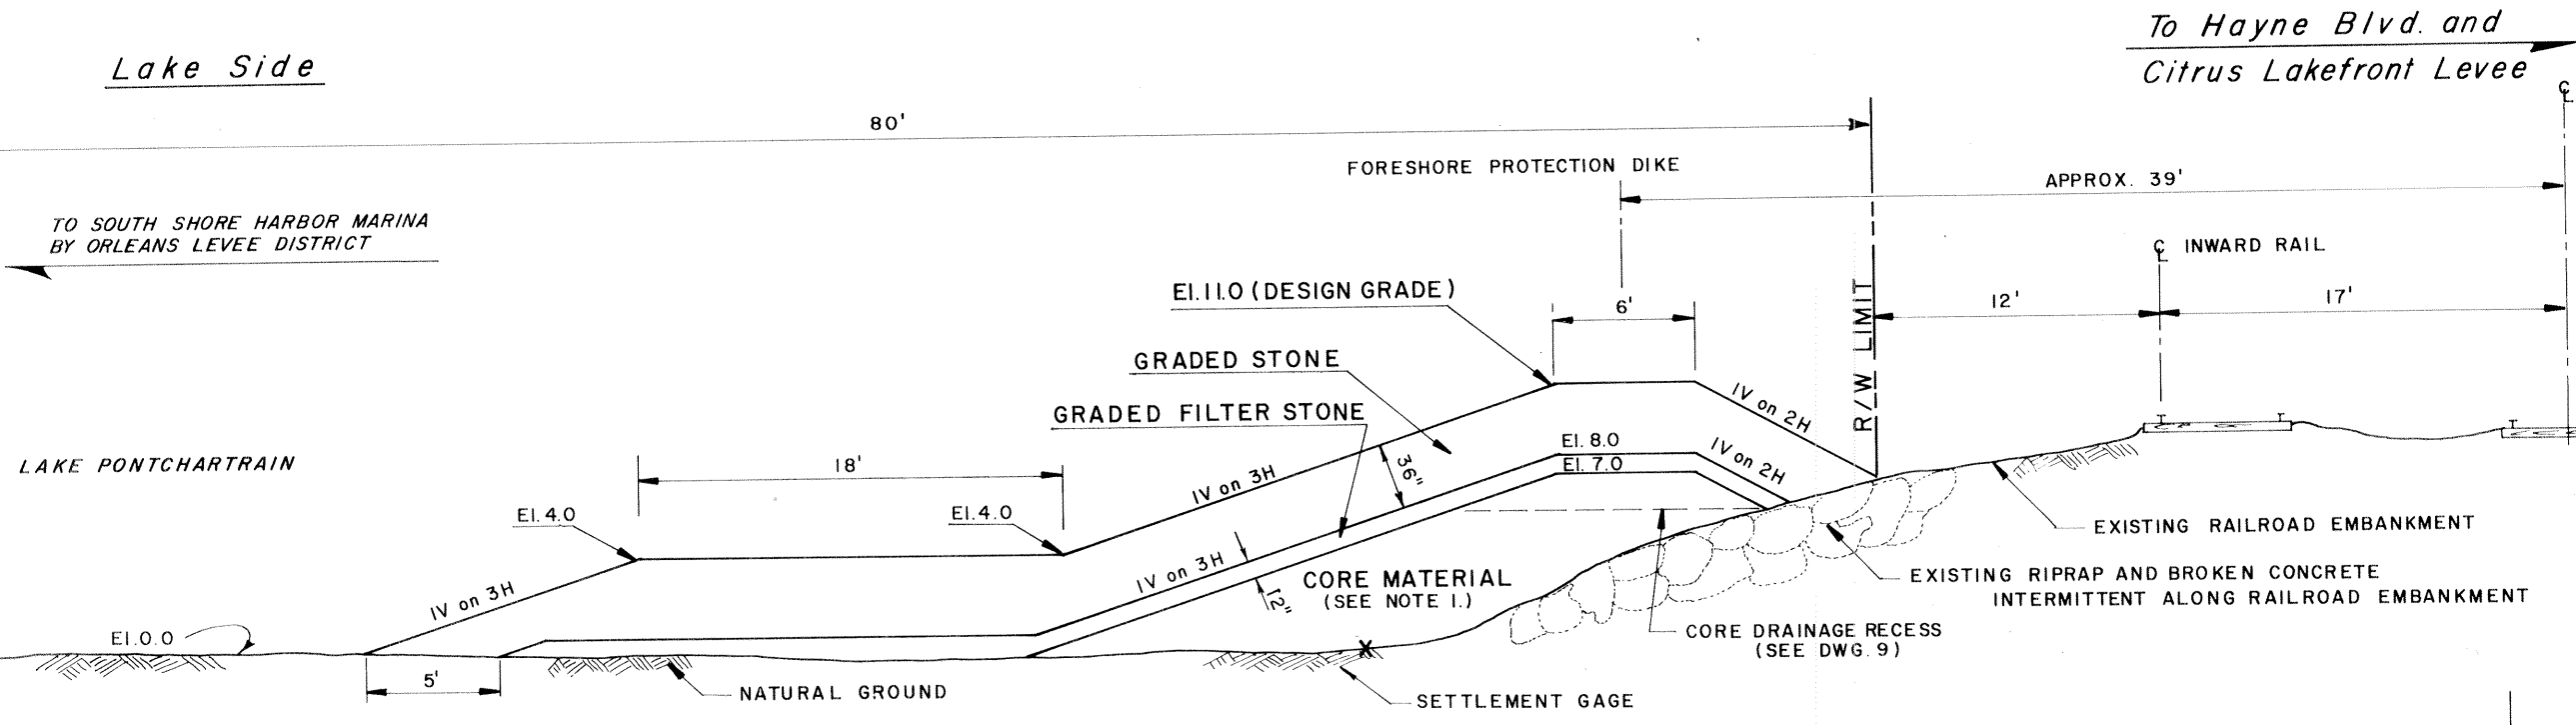 To Hayne Blvd. and
Citrus Lakefront Levee
Lake Side
℄
80'
FORESHORE PROTECTION DIKE
APPROX. 39'
TO SOUTH SHORE HARBOR MARINA
BY ORLEANS LEVEE DISTRICT
℄ INWARD RAIL
El. 11.0 (DESIGN GRADE)
6'
R/W LIMIT
12'
17'
GRADED STONE
GRADED FILTER STONE
1V on 2H
El. 8.0
1V on 2H
El. 7.0
LAKE PONTCHARTRAIN
18'
36"
1V on 3H
El. 4.0
El. 4.0
EXISTING RAILROAD EMBANKMENT
1V on 3H
1V on 3H
12"
CORE MATERIAL
(SEE NOTE 1.)
EXISTING RIPRAP AND BROKEN CONCRETE
INTERMITTENT ALONG RAILROAD EMBANKMENT
El. 0.0
CORE DRAINAGE RECESS
(SEE DWG. 9)
X
5'
NATURAL GROUND
SETTLEMENT GAGE